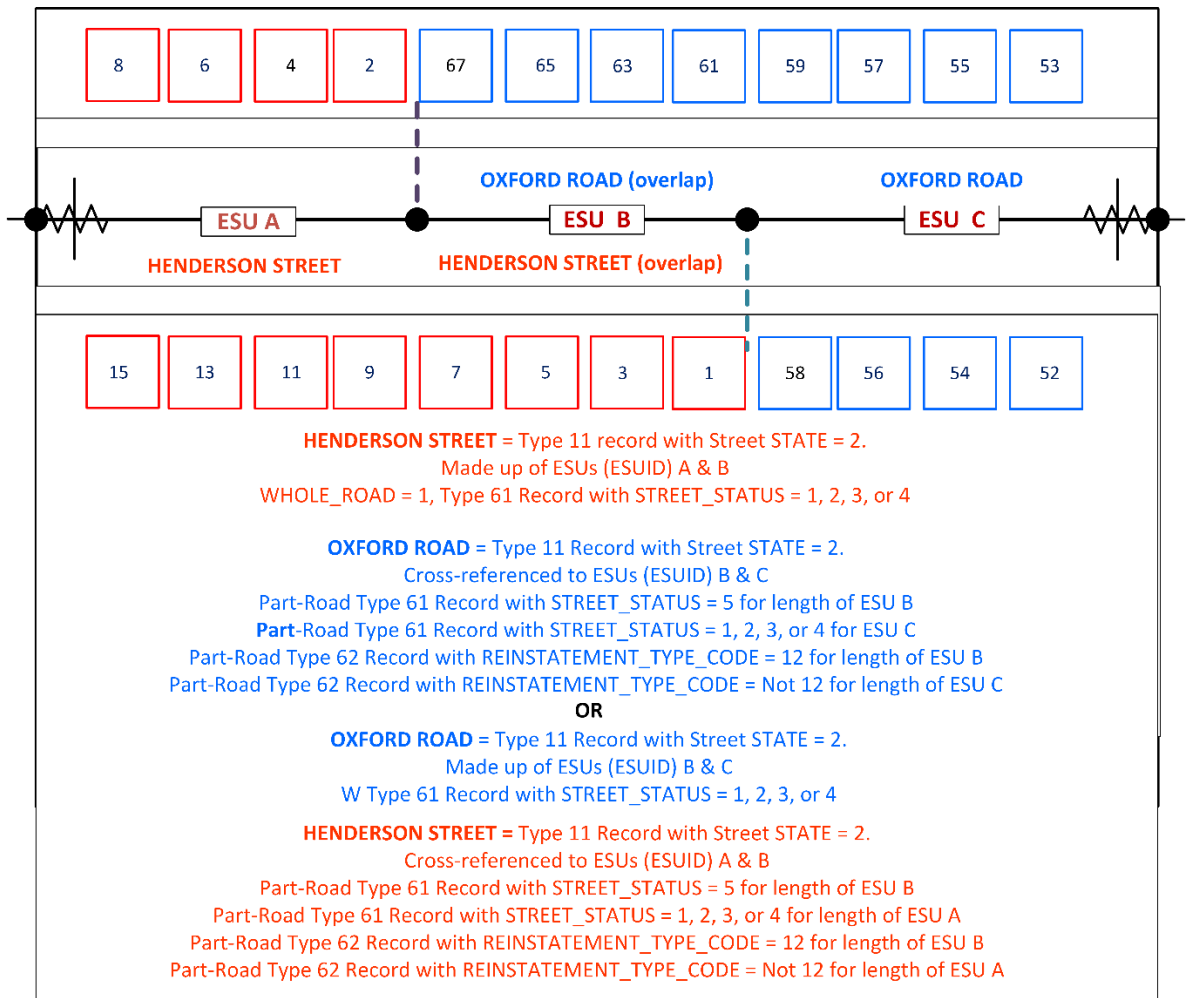 8 6 4 2 67 65 63 61 59 57 55 53
OXFORD ROAD (overlap) OXFORD ROAD
ESU A ESU B ESU C
HENDERSON STREET HENDERSON STREET (overlap)
15 13 11 9 7 5 3 1 58 56 54 52
HENDERSON STREET = Type 11 record with Street STATE = 2.
Made up of ESUs (ESUID) A & B
WHOLE_ROAD = 1, Type 61 Record with STREET_STATUS = 1, 2, 3, or 4
OXFORD ROAD = Type 11 Record with Street STATE = 2.
Cross-referenced to ESUs (ESUID) B & C
Part-Road Type 61 Record with STREET_STATUS = 5 for length of ESU B
Part-Road Type 61 Record with STREET_STATUS = 1, 2, 3, or 4 for ESU C
Part-Road Type 62 Record with REINSTATEMENT_TYPE_CODE = 12 for length of ESU B
Part-Road Type 62 Record with REINSTATEMENT_TYPE_CODE = Not 12 for length of ESU C
OR
OXFORD ROAD = Type 11 Record with Street STATE = 2.
Made up of ESUs (ESUID) B & C
W Type 61 Record with STREET_STATUS = 1, 2, 3, or 4
HENDERSON STREET = Type 11 Record with Street STATE = 2.
Cross-referenced to ESUs (ESUID) A & B
Part-Road Type 61 Record with STREET_STATUS = 5 for length of ESU B
Part-Road Type 61 Record with STREET_STATUS = 1, 2, 3, or 4 for length of ESU A
Part-Road Type 62 Record with REINSTATEMENT_TYPE_CODE = 12 for length of ESU B
Part-Road Type 62 Record with REINSTATEMENT_TYPE_CODE = Not 12 for length of ESU A